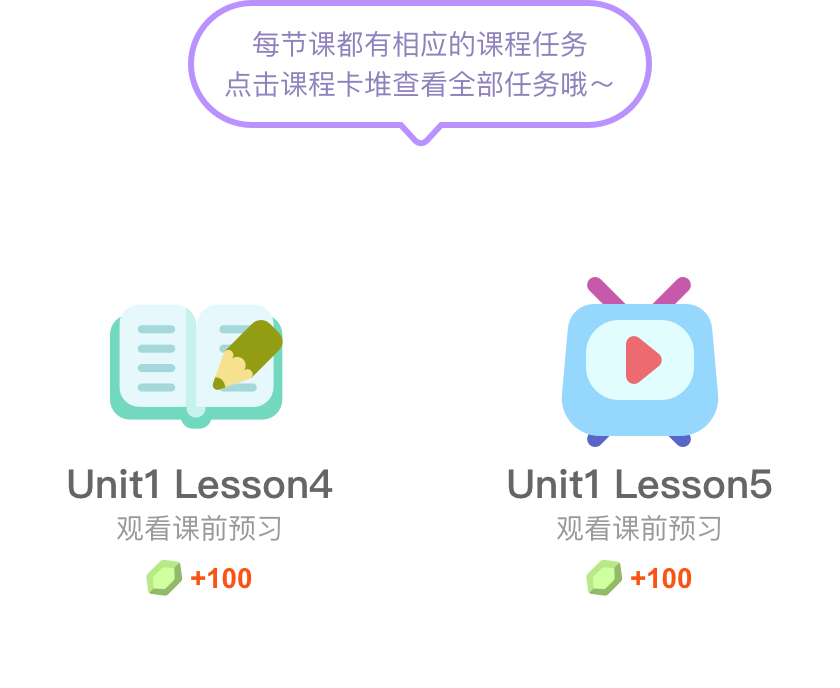 每节课都有相应的课程任务
点击课程卡堆查看全部任务哦～
Unit1 Lesson4
观看课前预习
+100
Unit1 Lesson5
观看课前预习
+100